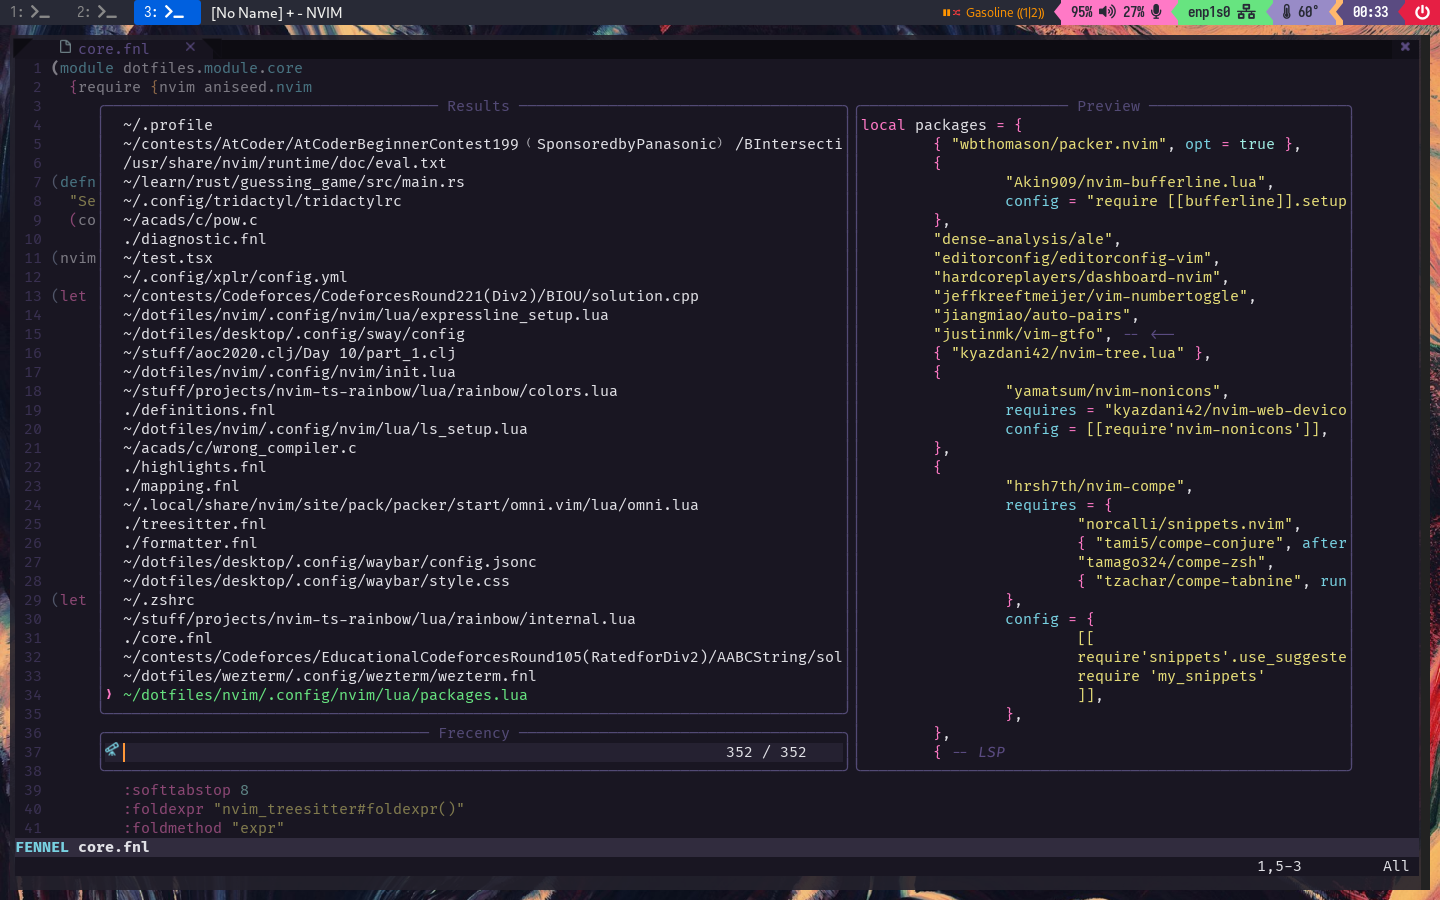 1: 2: 3: [No Name] + - NVIM Gasoline ((1|2)) 95% 27% enp1s0 60° 00:33
core.fnl
1 (module dotfiles.module.core
2 {require {nvim aniseed.nvim
3 Results Preview
4 ~/.profile local packages = {
5 ~/contests/AtCoder/AtCoderBeginnerContest199（SponsoredbyPanasonic）/BIntersecti { "wbthomason/packer.nvim", opt = true },
6 /usr/share/nvim/runtime/doc/eval.txt {
7 (defn ~/learn/rust/guessing_game/src/main.rs "Akin909/nvim-bufferline.lua",
8 "Se ~/.config/tridactyl/tridactylrc config = "require [[bufferline]].setup
9 (co ~/acads/c/pow.c },
10 ./diagnostic.fnl "dense-analysis/ale",
11 (nvim ~/test.tsx "editorconfig/editorconfig-vim",
12 ~/.config/xplr/config.yml "hardcoreplayers/dashboard-nvim",
13 (let ~/contests/Codeforces/CodeforcesRound221(Div2)/BIOU/solution.cpp "jeffkreeftmeijer/vim-numbertoggle",
14 ~/dotfiles/nvim/.config/nvim/lua/expressline_setup.lua "jiangmiao/auto-pairs",
15 ~/dotfiles/desktop/.config/sway/config "justinmk/vim-gtfo", -- <--
16 ~/stuff/aoc2020.clj/Day 10/part_1.clj { "kyazdani42/nvim-tree.lua" },
17 ~/dotfiles/nvim/.config/nvim/init.lua {
18 ~/stuff/projects/nvim-ts-rainbow/lua/rainbow/colors.lua "yamatsum/nvim-nonicons",
19 ./definitions.fnl requires = "kyazdani42/nvim-web-devico
20 ~/dotfiles/nvim/.config/nvim/lua/ls_setup.lua config = [[require'nvim-nonicons']],
21 ~/acads/c/wrong_compiler.c },
22 ./highlights.fnl {
23 ./mapping.fnl "hrsh7th/nvim-compe",
24 ~/.local/share/nvim/site/pack/packer/start/omni.vim/lua/omni.lua requires = {
25 ./treesitter.fnl "norcalli/snippets.nvim",
26 ./formatter.fnl { "tami5/compe-conjure", after
27 ~/dotfiles/desktop/.config/waybar/config.jsonc "tamago324/compe-zsh",
28 ~/dotfiles/desktop/.config/waybar/style.css { "tzachar/compe-tabnine", run
29 (let ~/.zshrc },
30 ~/stuff/projects/nvim-ts-rainbow/lua/rainbow/internal.lua config = {
31 ./core.fnl [[
32 ~/contests/Codeforces/EducationalCodeforcesRound105(RatedforDiv2)/AABCString/sol require'snippets'.use_suggeste
33 ~/dotfiles/wezterm/.config/wezterm/wezterm.fnl require 'my_snippets'
34 ~/dotfiles/nvim/.config/nvim/lua/packages.lua ]],
35 },
36 Frecency },
37 352 / 352 { -- LSP
38
39 :softtabstop 8
40 :foldexpr "nvim_treesitter#foldexpr()"
41 :foldmethod "expr"
FENNEL core.fnl
1,5-3 All